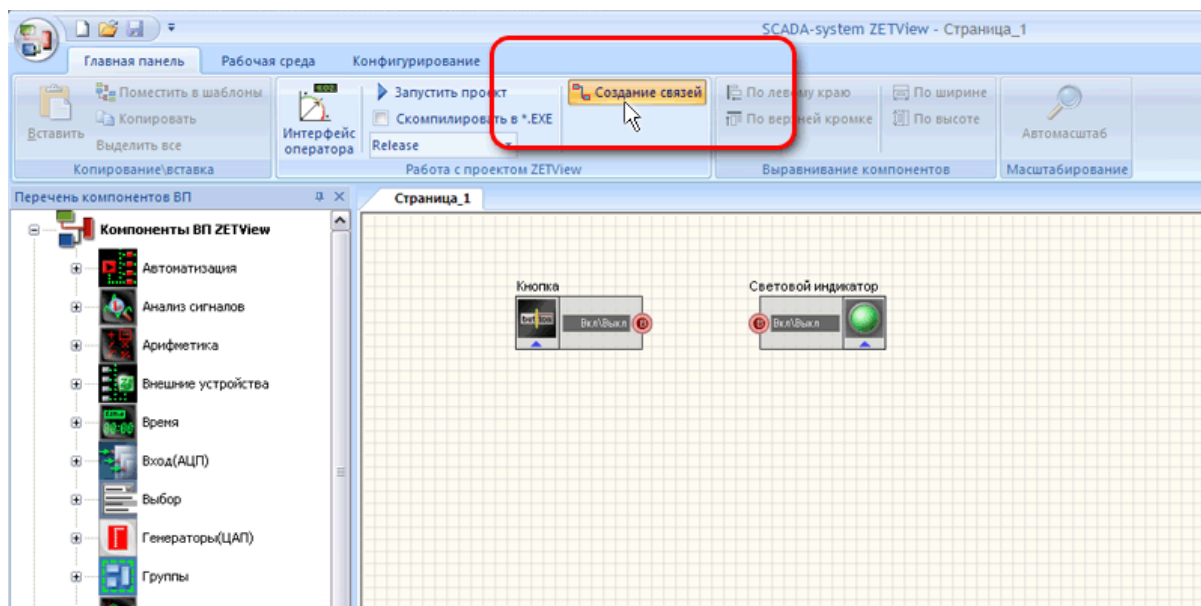 SCADA-system ZETView - Страница_1
Главная панель
Рабочая среда
Конфигурирование
Вставить
Поместить в шаблоны
Копировать
Выделить все
Копирование\вставка
Интерфейс
оператора
Запустить проект
Скомпилировать в *.EXE
Release
Создание связей
Работа с проектом ZETView
По левому краю
По верхней кромке
По ширине
По высоте
Выравнивание компонентов
Автомасштаб
Масштабирование
Перечень компонентов ВП
Страница_1
Компоненты ВП ZETView
Автоматизация
Анализ сигналов
Арифметика
Внешние устройства
Время
Вход(АЦП)
Выбор
Генераторы(ЦАП)
Группы
Кнопка
Вкл\Выкл
В
Световой индикатор
В
Вкл\Выкл